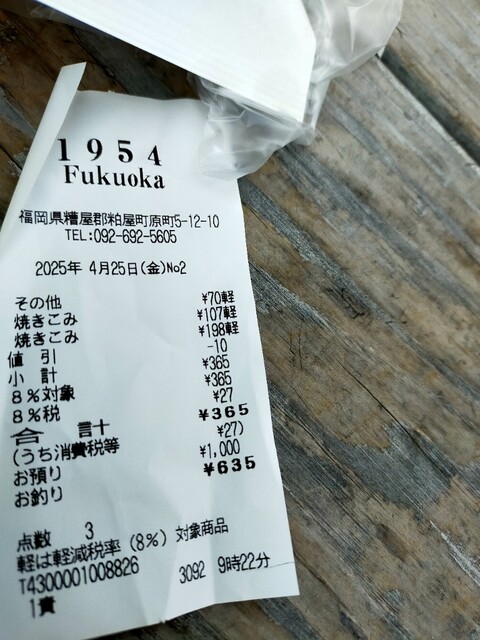 1954
Fukuoka
福岡県糟屋郡粕屋町原町5-12-10
TEL:092-692-5605
2025年 4月25日(金)No2
その他 ¥70軽
焼きこみ ¥107軽
焼きこみ ¥198軽
値 引 -10
小 計 ¥365
8%対象 ¥365
8%税 ¥27
合 計 ¥365
(うち消費税等 ¥27)
お預り ¥1,000
お釣り ¥635
点数 3
軽は軽減税率(8%)対象商品
T4300001008826 3092 9時22分
1責